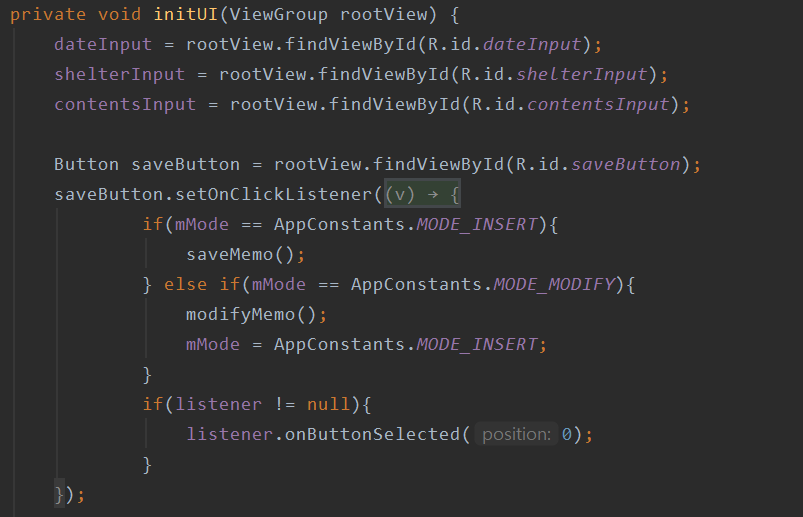 private void initUI(ViewGroup rootView) {
    dateInput = rootView.findViewById(R.id.dateInput);
    shelterInput = rootView.findViewById(R.id.shelterInput);
    contentsInput = rootView.findViewById(R.id.contentsInput);

    Button saveButton = rootView.findViewById(R.id.saveButton);
    saveButton.setOnClickListener((v) → {
            if(mMode == AppConstants.MODE_INSERT){
                saveMemo();
            } else if(mMode == AppConstants.MODE_MODIFY){
                modifyMemo();
                mMode = AppConstants.MODE_INSERT;
            }
            if(listener != null){
                listener.onButtonSelected( position: 0);
            }
    });